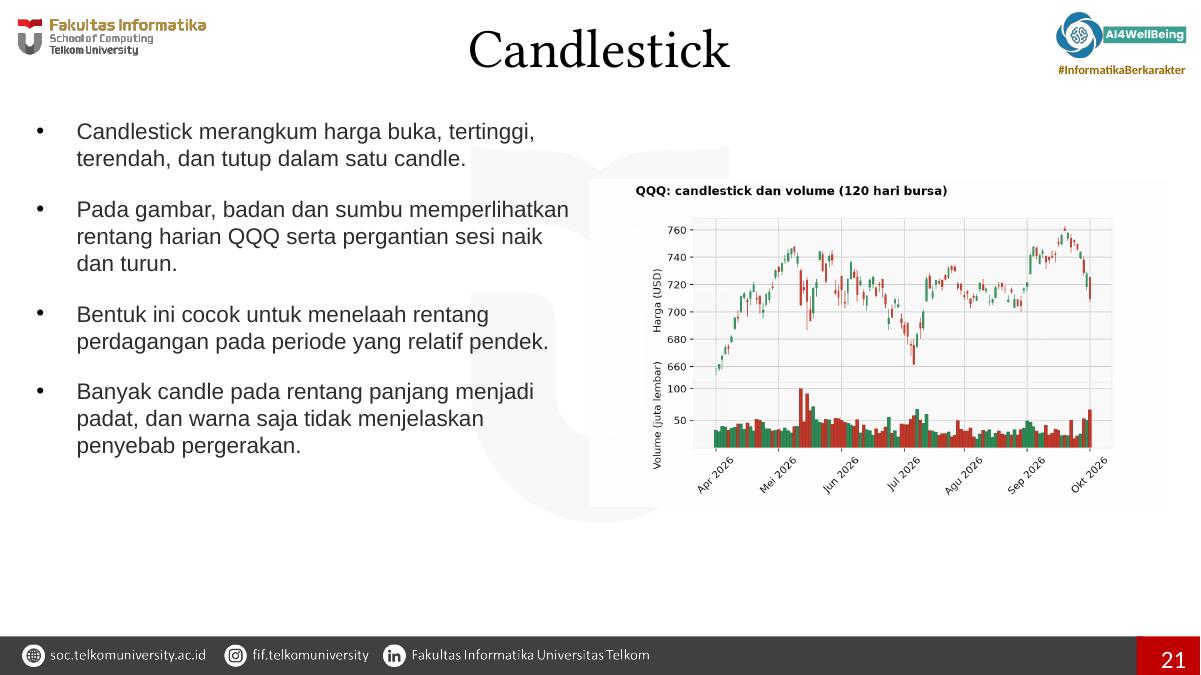 Fakultas Informatika
School of Computing
Telkom University
Candlestick
AI4WellBeing
#InformatikaBerkarakter
• Candlestick merangkum harga buka, tertinggi,
terendah, dan tutup dalam satu candle.
• Pada gambar, badan dan sumbu memperlihatkan
rentang harian QQQ serta pergantian sesi naik
dan turun.
• Bentuk ini cocok untuk menelaah rentang
perdagangan pada periode yang relatif pendek.
• Banyak candle pada rentang panjang menjadi
padat, dan warna saja tidak menjelaskan
penyebab pergerakan.
QQQ: candlestick dan volume (120 hari bursa)
Harga (USD)
760
740
720
700
680
660
Volume (juta lembar)
100
50
Apr 2026
Mei 2026
Jun 2026
Jul 2026
Agu 2026
Sep 2026
Okt 2026
soc.telkomuniversity.ac.id
fif.telkomuniversity
in
Fakultas Informatika Universitas Telkom
21